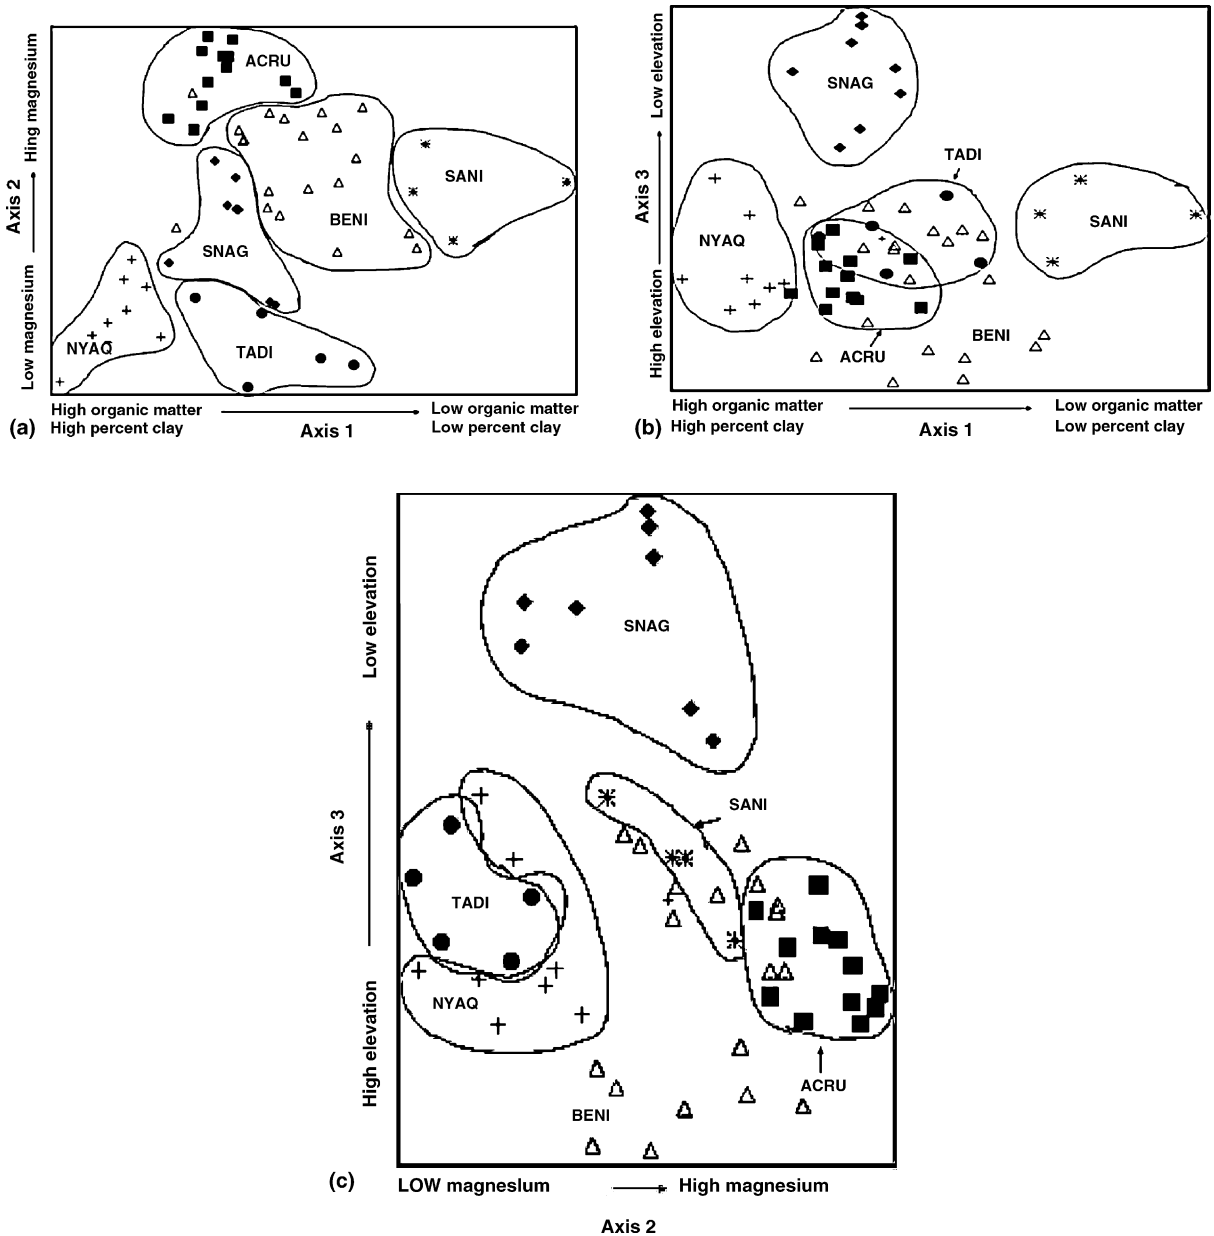 Axis 2
Low magnesium
Hing magnesium
ACRU
SANI
BENI
SNAG
NYAQ
TADI
(a)
High organic matter
High percent clay
Axis 1
Low organic matter
Low percent clay
Axis 3
High elevation
Low elevation
SNAG
TADI
NYAQ
SANI
BENI
ACRU
(b)
High organic matter
High percent clay
Axis 1
Low organic matter
Low percent clay
Axis 3
High elevation
Low elevation
SNAG
SANI
TADI
NYAQ
ACRU
BENI
(c)
LOW magneslum
High magnesium
Axis 2